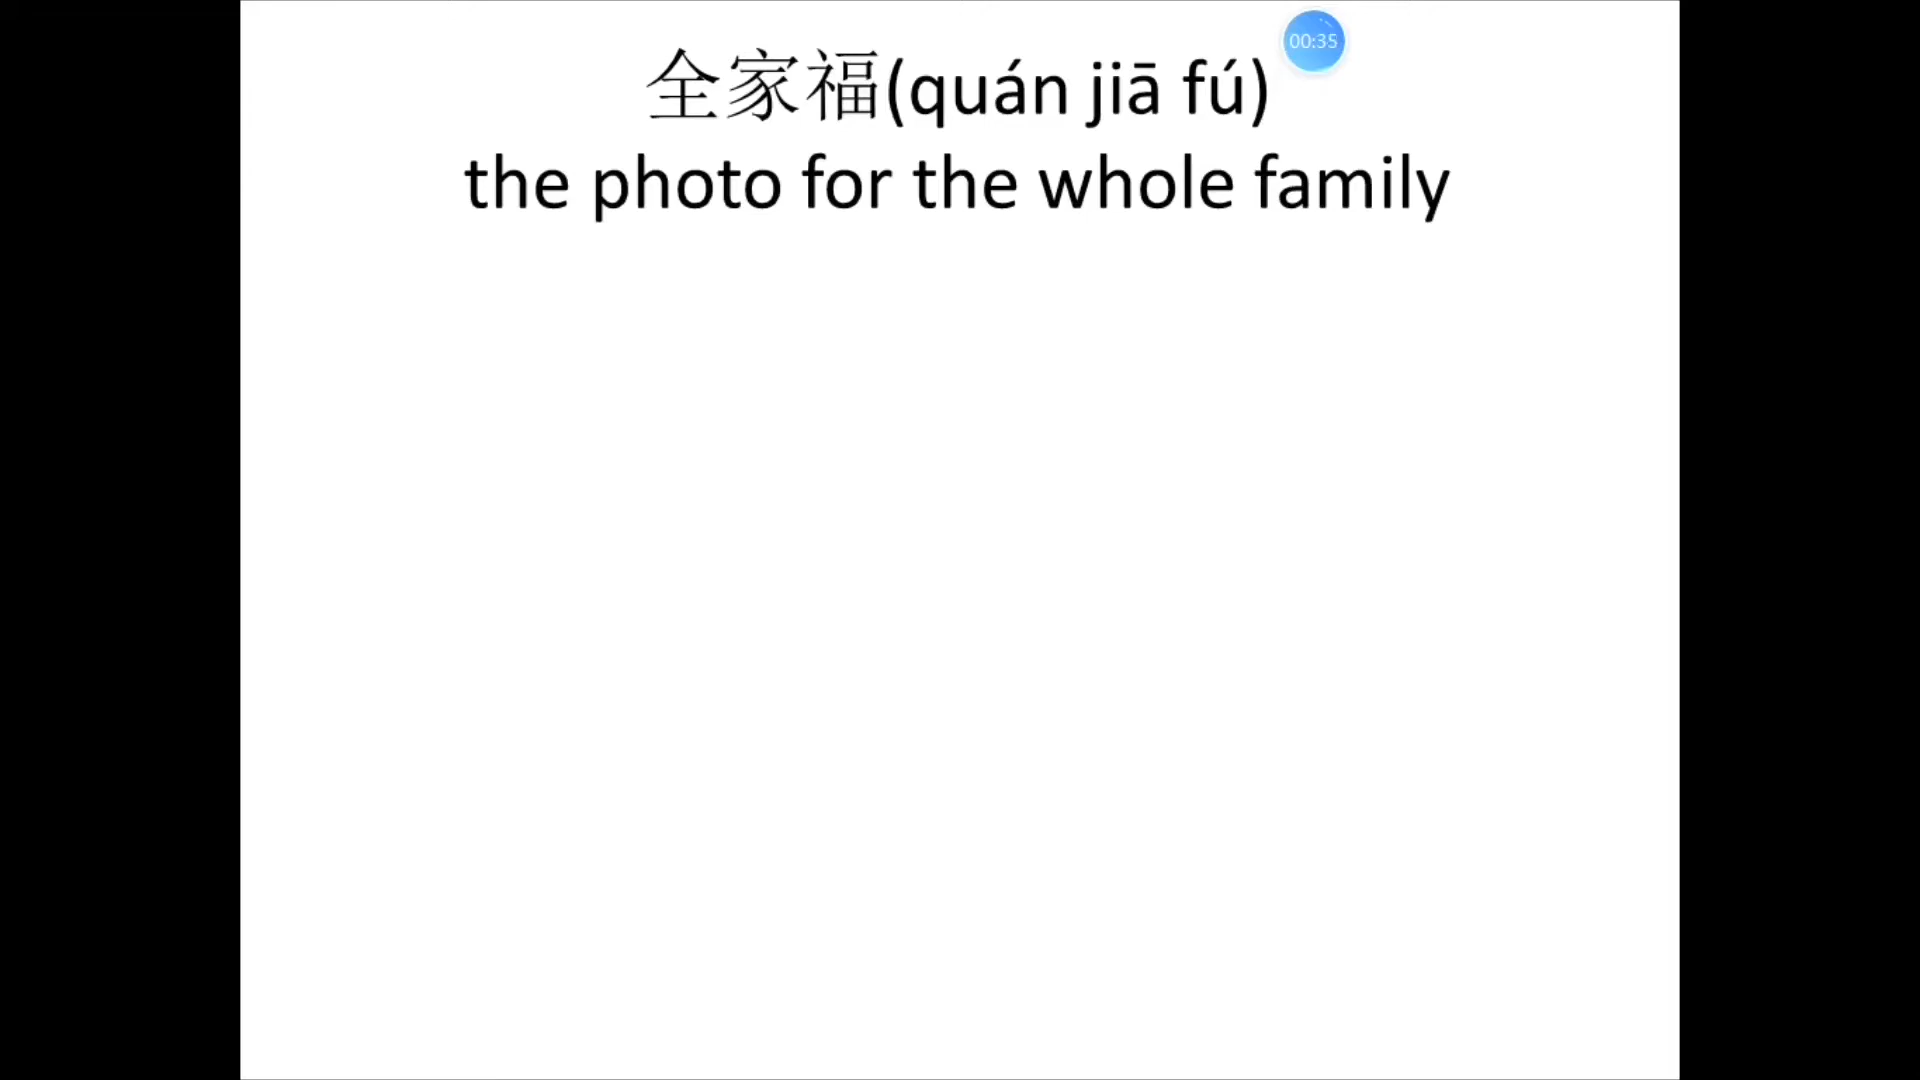 全家福(quán jiā fú)
00:35
the photo for the whole family